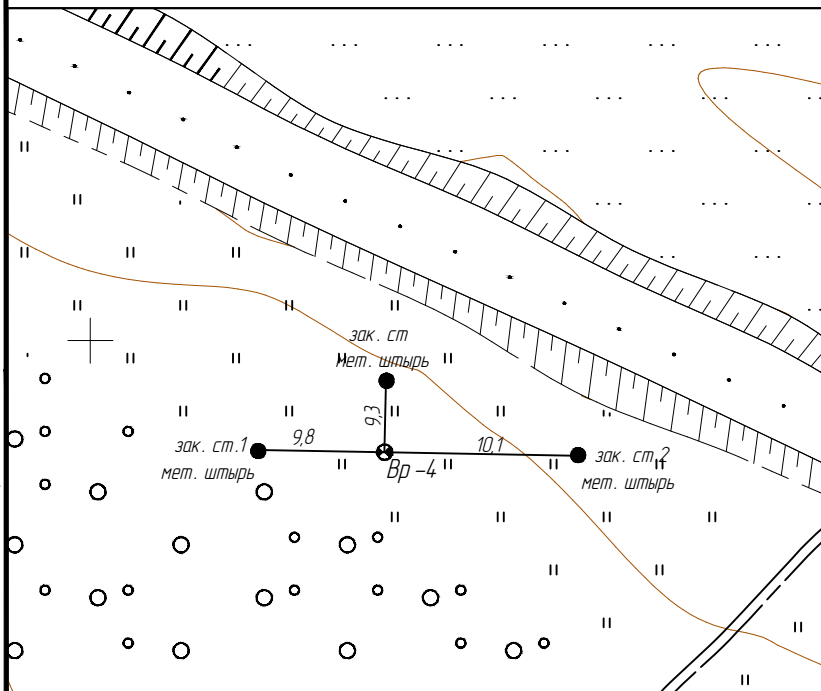 зак. ст
мет. штырь
9,3
зак. ст.1
мет. штырь
9,8
10,1
Вр -4
зак. ст.2
мет. штырь